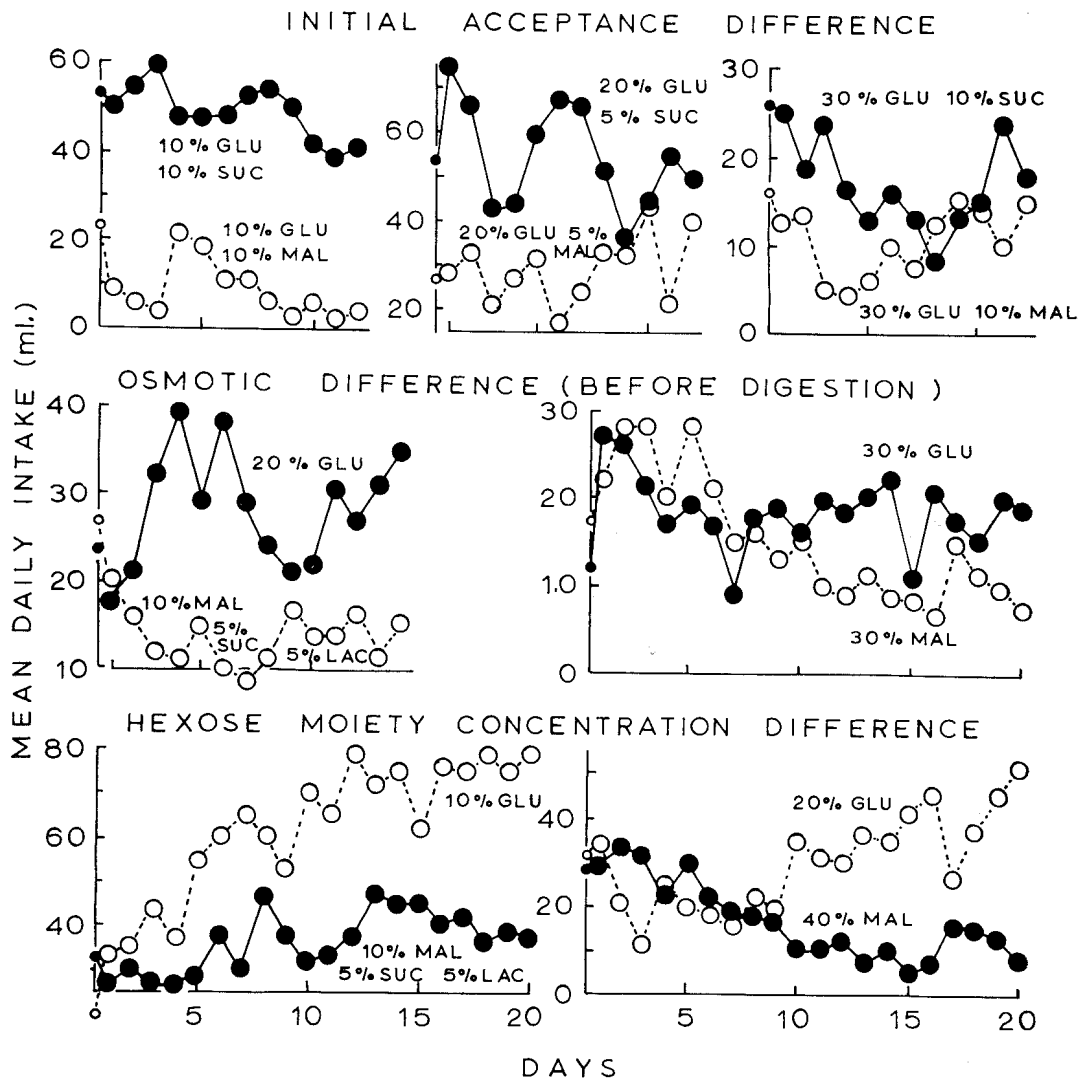 INITIAL ACCEPTANCE DIFFERENCE
60
40
20
0
10% GLU
10% SUC
10% GLU
10% MAL
60
40
20
20% GLU
5% SUC
20% GLU 5%
MAL
30
20
10
0
30% GLU 10% SUC
30% GLU 10% MAL
MEAN DAILY INTAKE (ml.)
OSMOTIC DIFFERENCE (BEFORE DIGESTION)
40
30
20
10
20% GLU
10% MAL
5%
SUC
5% LAC
30
20
1.0
0
30% GLU
30% MAL
HEXOSE MOIETY CONCENTRATION DIFFERENCE
80
60
40
10% GLU
10% MAL
5% SUC 5% LAC
5
10
15
20
40
20
0
20% GLU
40% MAL
5
10
15
20
DAYS